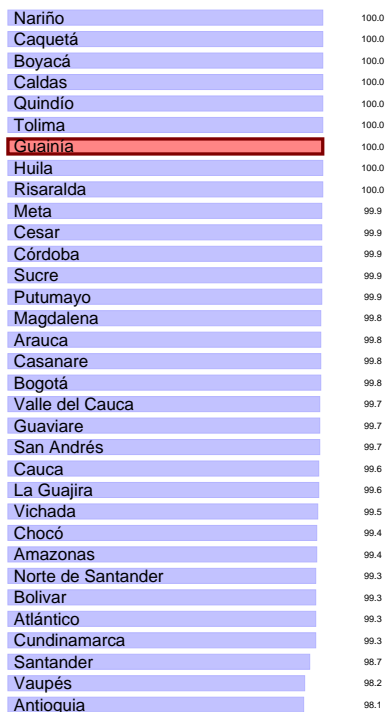 Nariño 100.0
Caquetá 100.0
Boyacá 100.0
Caldas 100.0
Quindío 100.0
Tolima 100.0
Guainía 100.0
Huila 100.0
Risaralda 100.0
Meta 99.9
Cesar 99.9
Córdoba 99.9
Sucre 99.9
Putumayo 99.9
Magdalena 99.8
Arauca 99.8
Casanare 99.8
Bogotá 99.8
Valle del Cauca 99.7
Guaviare 99.7
San Andrés 99.7
Cauca 99.6
La Guajira 99.6
Vichada 99.5
Chocó 99.4
Amazonas 99.4
Norte de Santander 99.3
Bolivar 99.3
Atlántico 99.3
Cundinamarca 99.3
Santander 98.7
Vaupés 98.2
Antioquia 98.1